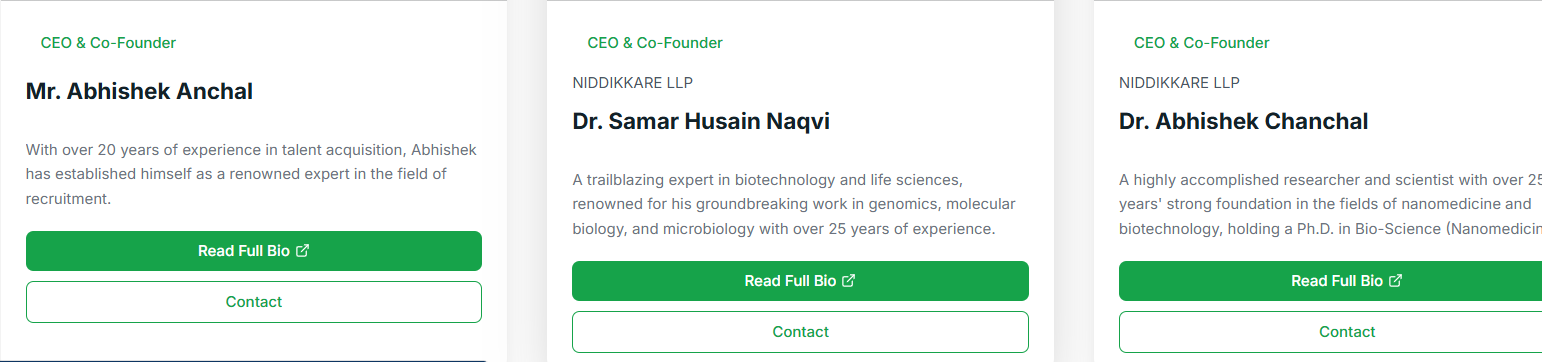 CEO & Co-Founder
Mr. Abhishek Anchal
With over 20 years of experience in talent acquisition, Abhishek
has established himself as a renowned expert in the field of
recruitment.
Read Full Bio
Contact
CEO & Co-Founder
NIDDIKKARE LLP
Dr. Samar Husain Naqvi
A trailblazing expert in biotechnology and life sciences,
renowned for his groundbreaking work in genomics, molecular
biology, and microbiology with over 25 years of experience.
Read Full Bio
Contact
CEO & Co-Founder
NIDDIKKARE LLP
Dr. Abhishek Chanchal
A highly accomplished researcher and scientist with over 25
years' strong foundation in the fields of nanomedicine and
biotechnology, holding a Ph.D. in Bio-Science (Nanomedicin
Read Full Bio
Contact